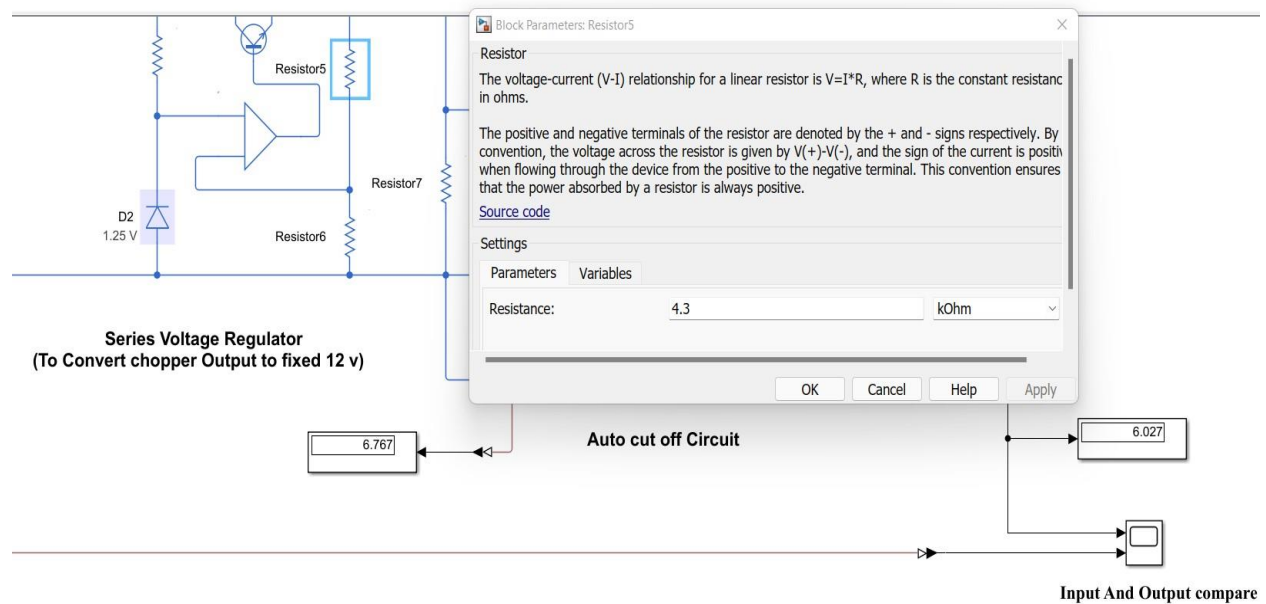 Block Parameters: Resistor5
Resistor
The voltage-current (V-I) relationship for a linear resistor is V=I*R, where R is the constant resistanc
in ohms.
The positive and negative terminals of the resistor are denoted by the + and - signs respectively. By
convention, the voltage across the resistor is given by V(+)-V(-), and the sign of the current is positiv
when flowing through the device from the positive to the negative terminal. This convention ensures
that the power absorbed by a resistor is always positive.
Source code
Settings
Parameters Variables
Resistance: 4.3 kOhm
OK Cancel Help Apply
Resistor5
Resistor7
D2
1.25 V
Resistor6
Series Voltage Regulator
(To Convert chopper Output to fixed 12 v)
6.767
Auto cut off Circuit
6.027
Input And Output compare